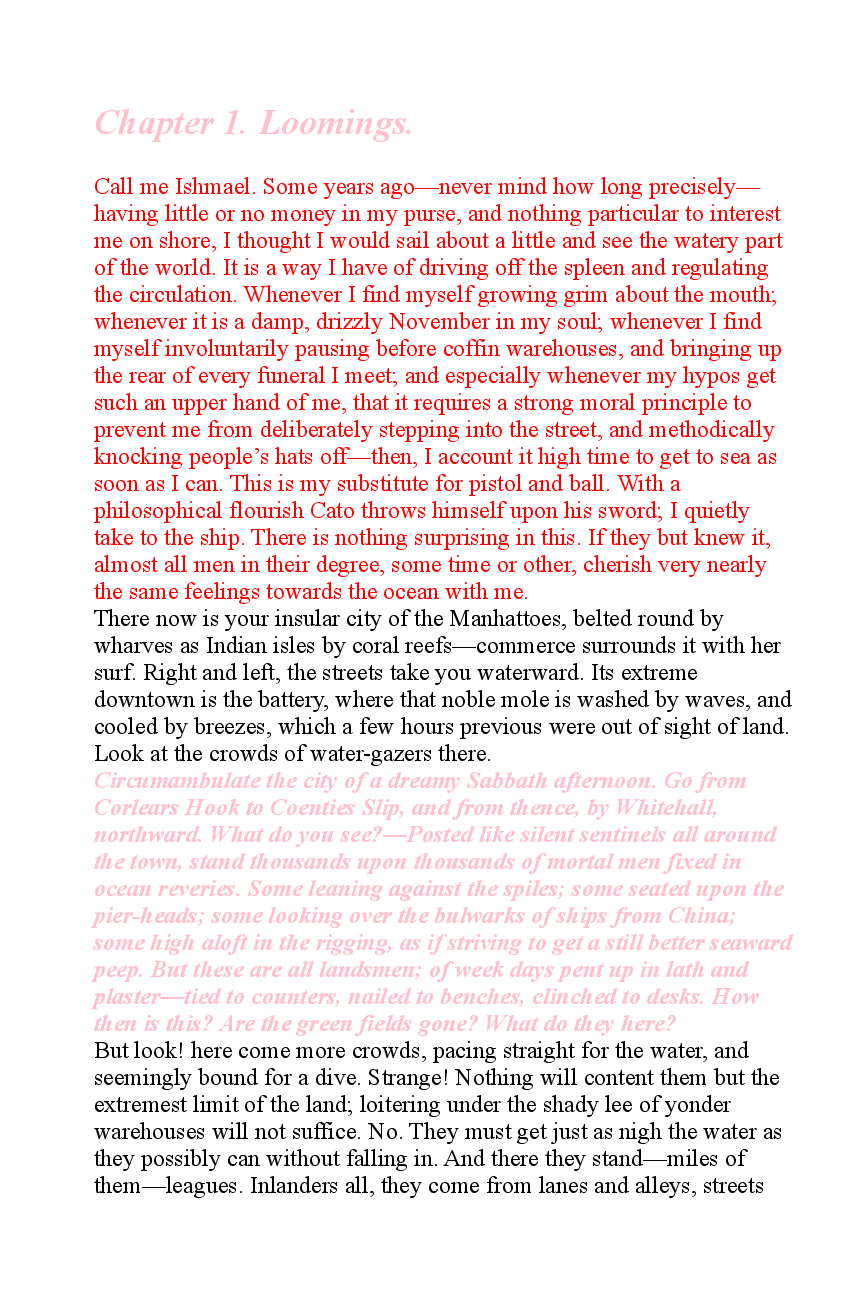 Chapter 1. Loomings.
Call me Ishmael. Some years ago—never mind how long precisely—
having little or no money in my purse, and nothing particular to interest
me on shore, I thought I would sail about a little and see the watery part
of the world. It is a way I have of driving off the spleen and regulating
the circulation. Whenever I find myself growing grim about the mouth;
whenever it is a damp, drizzly November in my soul; whenever I find
myself involuntarily pausing before coffin warehouses, and bringing up
the rear of every funeral I meet; and especially whenever my hypos get
such an upper hand of me, that it requires a strong moral principle to
prevent me from deliberately stepping into the street, and methodically
knocking people’s hats off—then, I account it high time to get to sea as
soon as I can. This is my substitute for pistol and ball. With a
philosophical flourish Cato throws himself upon his sword; I quietly
take to the ship. There is nothing surprising in this. If they but knew it,
almost all men in their degree, some time or other, cherish very nearly
the same feelings towards the ocean with me.
There now is your insular city of the Manhattoes, belted round by
wharves as Indian isles by coral reefs—commerce surrounds it with her
surf. Right and left, the streets take you waterward. Its extreme
downtown is the battery, where that noble mole is washed by waves, and
cooled by breezes, which a few hours previous were out of sight of land.
Look at the crowds of water-gazers there.
Circumambulate the city of a dreamy Sabbath afternoon. Go from
Corlears Hook to Coenties Slip, and from thence, by Whitehall,
northward. What do you see?—Posted like silent sentinels all around
the town, stand thousands upon thousands of mortal men fixed in
ocean reveries. Some leaning against the spiles; some seated upon the
pier-heads; some looking over the bulwarks of ships from China;
some high aloft in the rigging, as if striving to get a still better seaward
peep. But these are all landsmen; of week days pent up in lath and
plaster—tied to counters, nailed to benches, clinched to desks. How
then is this? Are the green fields gone? What do they here?
But look! here come more crowds, pacing straight for the water, and
seemingly bound for a dive. Strange! Nothing will content them but the
extremest limit of the land; loitering under the shady lee of yonder
warehouses will not suffice. No. They must get just as nigh the water as
they possibly can without falling in. And there they stand—miles of
them—leagues. Inlanders all, they come from lanes and alleys, streets